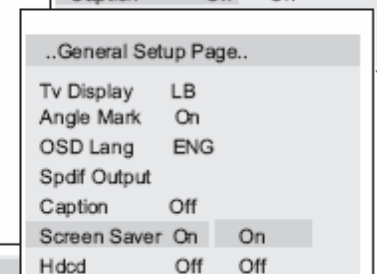 ..General Setup Page..
Tv Display LB
Angle Mark On
OSD Lang ENG
Spdif Output
Caption Off
Screen Saver On On
Hdcd Off Off